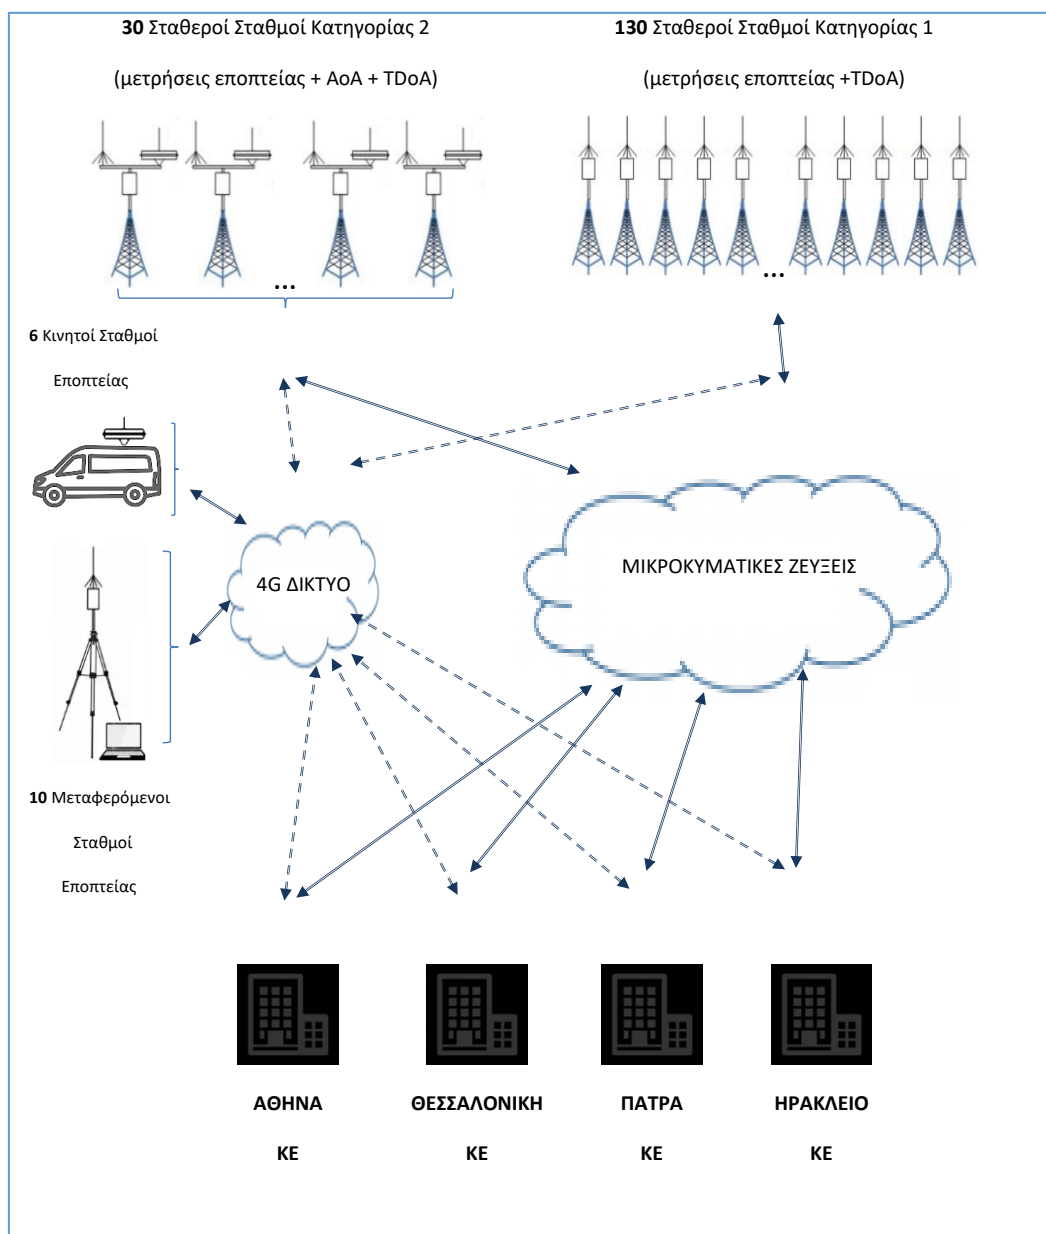 30 Σταθεροί Σταθμοί Κατηγορίας 2
(μετρήσεις εποπτείας + AoA + TDoA)
130 Σταθεροί Σταθμοί Κατηγορίας 1
(μετρήσεις εποπτείας +TDoA)
...
...
6 Κινητοί Σταθμοί
Εποπτείας
4G ΔΙΚΤΥΟ
ΜΙΚΡΟΚΥΜΑΤΙΚΕΣ ΖΕΥΞΕΙΣ
10 Μεταφερόμενοι
Σταθμοί
Εποπτείας
ΑΘΗΝΑ
ΚΕ
ΘΕΣΣΑΛΟΝΙΚΗ
ΚΕ
ΠΑΤΡΑ
ΚΕ
ΗΡΑΚΛΕΙΟ
ΚΕ